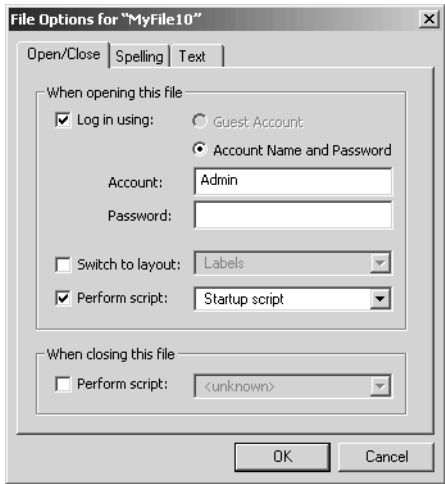 File Options for “MyFile10”
Open/Close Spelling Text
When opening this file
Log in using: Guest Account
Account Name and Password
Account: Admin
Password:
Switch to layout: Labels
Perform script: Startup script
When closing this file
Perform script: <unknown>
OK Cancel